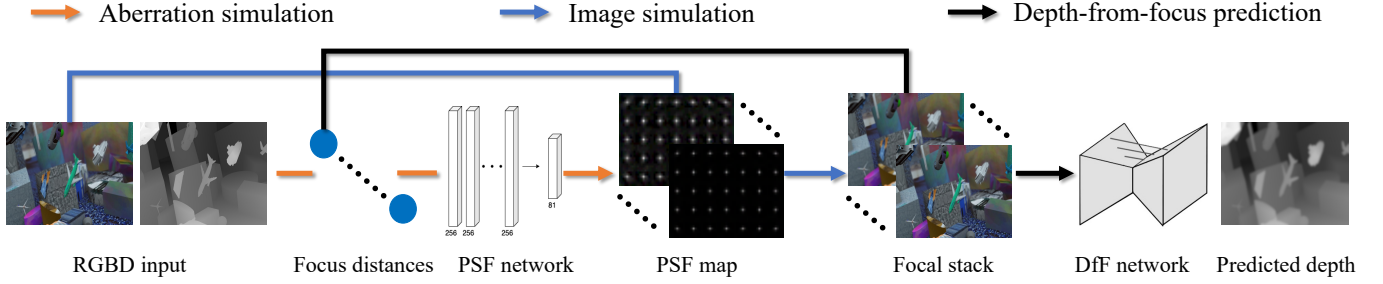 Aberration simulation
Image simulation
Depth-from-focus prediction
256 256 256
81
RGBD input
Focus distances
PSF network
PSF map
Focal stack
DfF network
Predicted depth